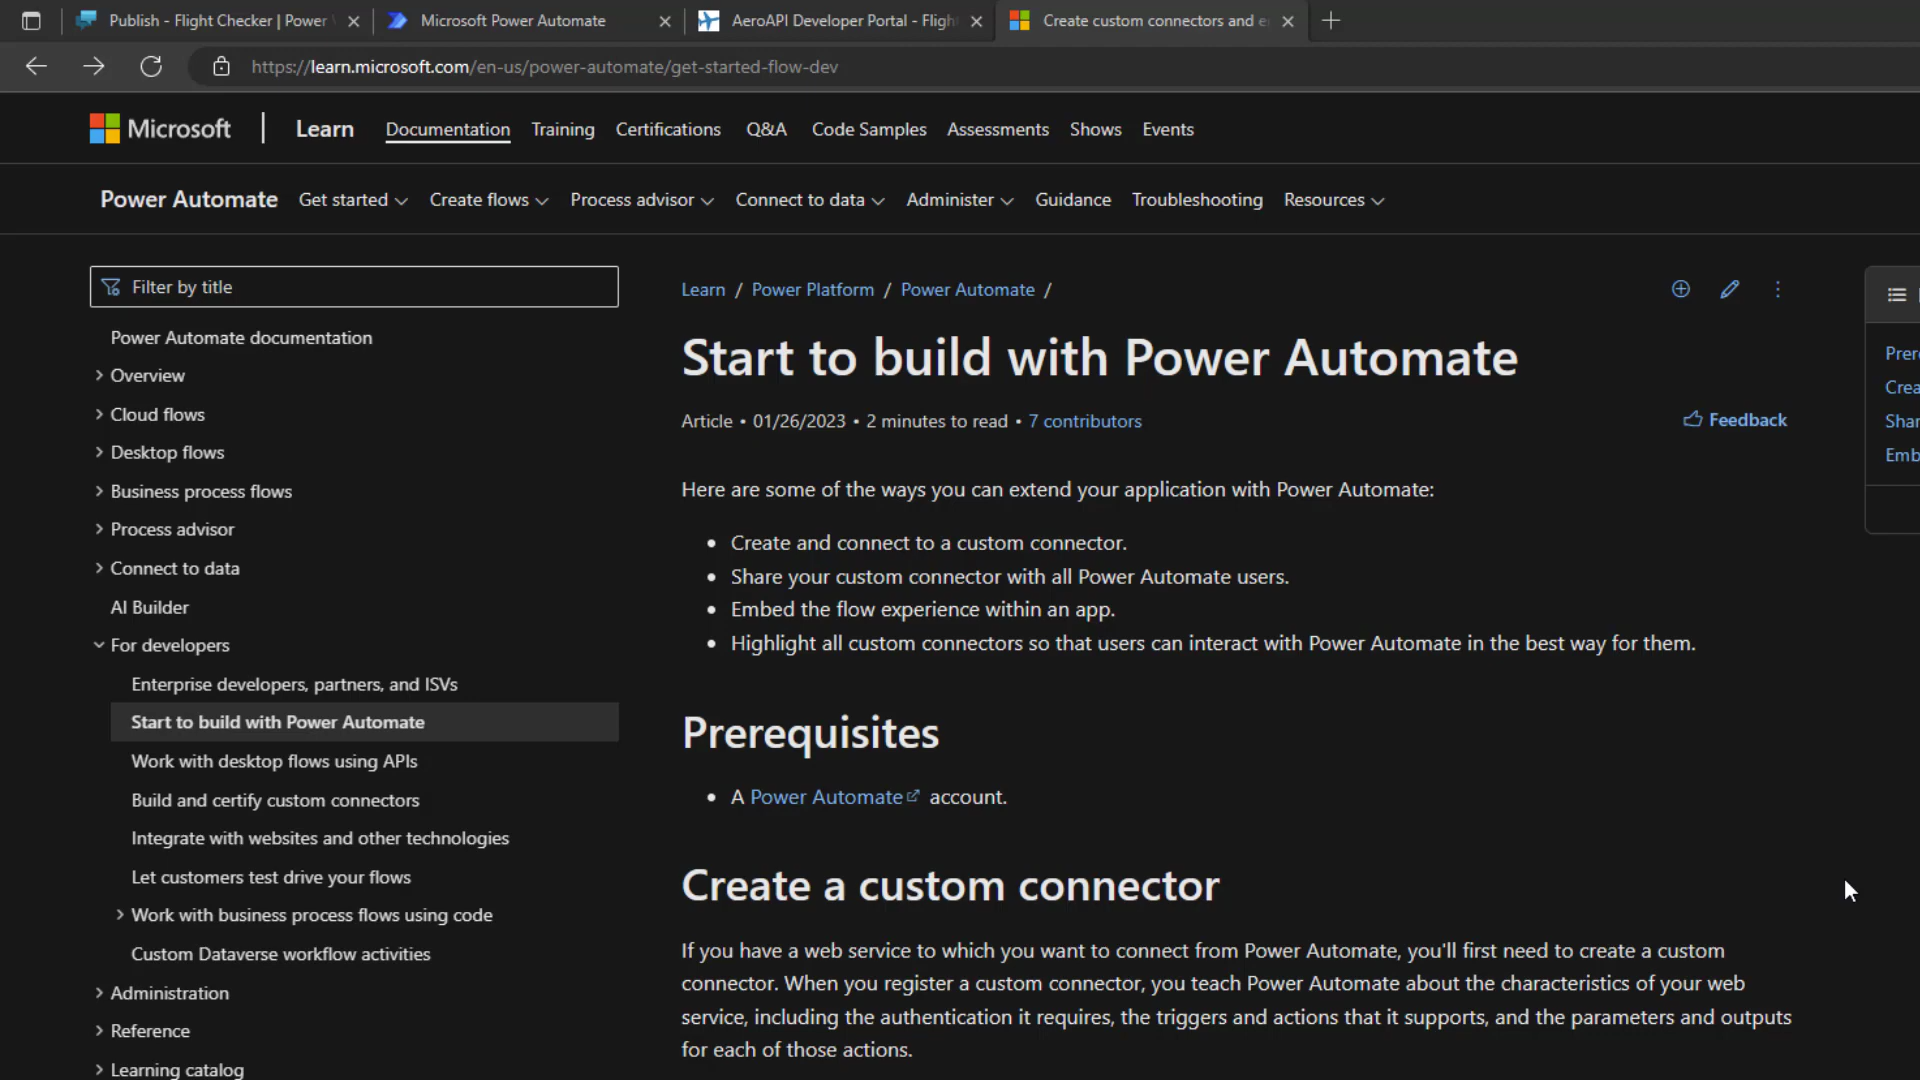 Publish - Flight Checker | Power
Microsoft Power Automate
AeroAPI Developer Portal - Fligh
Create custom connectors and e
https://learn.microsoft.com/en-us/power-automate/get-started-flow-dev
Microsoft
Learn
Documentation
Training
Certifications
Q&A
Code Samples
Assessments
Shows
Events
Power Automate
Get started
Create flows
Process advisor
Connect to data
Administer
Guidance
Troubleshooting
Resources
Filter by title
Power Automate documentation
Overview
Cloud flows
Desktop flows
Business process flows
Process advisor
Connect to data
AI Builder
For developers
Enterprise developers, partners, and ISVs
Start to build with Power Automate
Work with desktop flows using APIs
Build and certify custom connectors
Integrate with websites and other technologies
Let customers test drive your flows
Work with business process flows using code
Custom Dataverse workflow activities
Administration
Reference
Learning catalog
Learn / Power Platform / Power Automate /
Start to build with Power Automate
Article • 01/26/2023 • 2 minutes to read • 7 contributors
Feedback
Here are some of the ways you can extend your application with Power Automate:
• Create and connect to a custom connector.
• Share your custom connector with all Power Automate users.
• Embed the flow experience within an app.
• Highlight all custom connectors so that users can interact with Power Automate in the best way for them.
Prerequisites
• A Power Automate account.
Create a custom connector
If you have a web service to which you want to connect from Power Automate, you'll first need to create a custom
connector. When you register a custom connector, you teach Power Automate about the characteristics of your web
service, including the authentication it requires, the triggers and actions that it supports, and the parameters and outputs
for each of those actions.
Prer
Crea
Shar
Emb